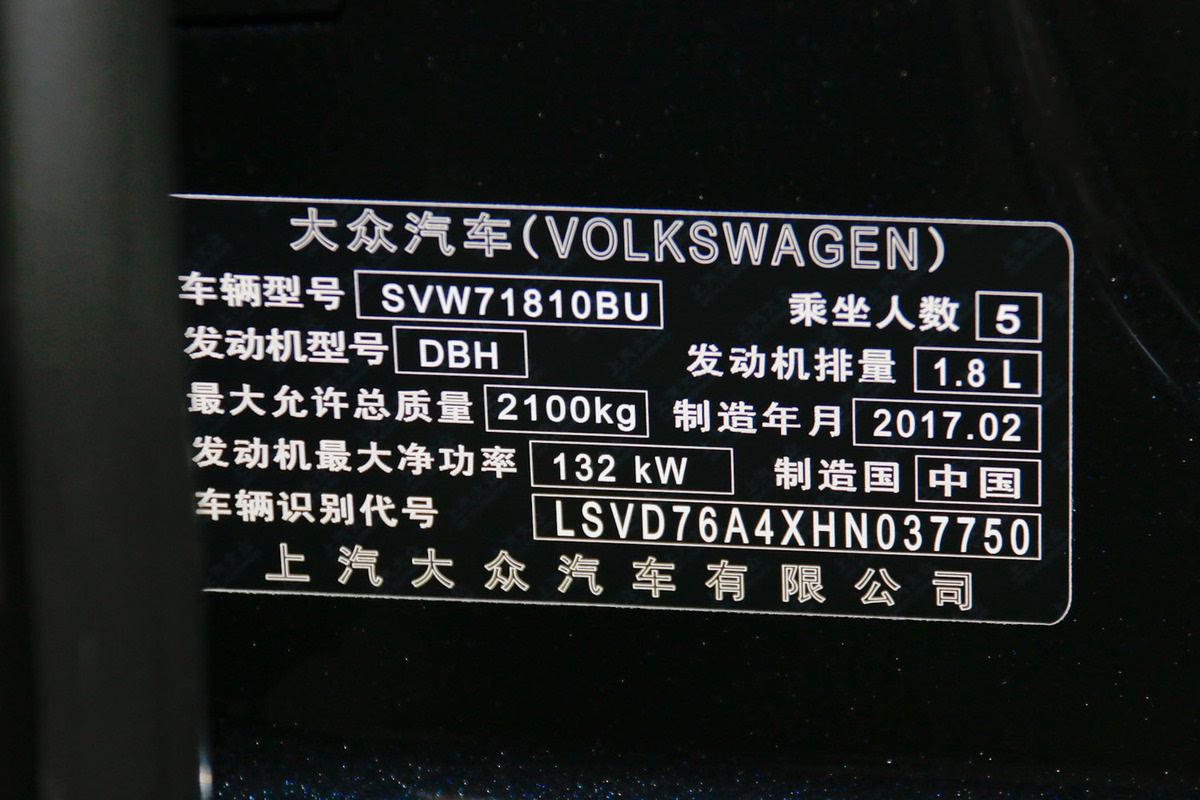 大众汽车(VOLKSWAGEN)
车辆型号 SVW71810BU 乘坐人数 5
发动机型号 DBH 发动机排量 1.8 L
最大允许总质量 2100kg 制造年月 2017.02
发动机最大净功率 132 kW 制造国 中国
车辆识别代号 LSVD76A4XHN037750
上汽大众汽车有限公司